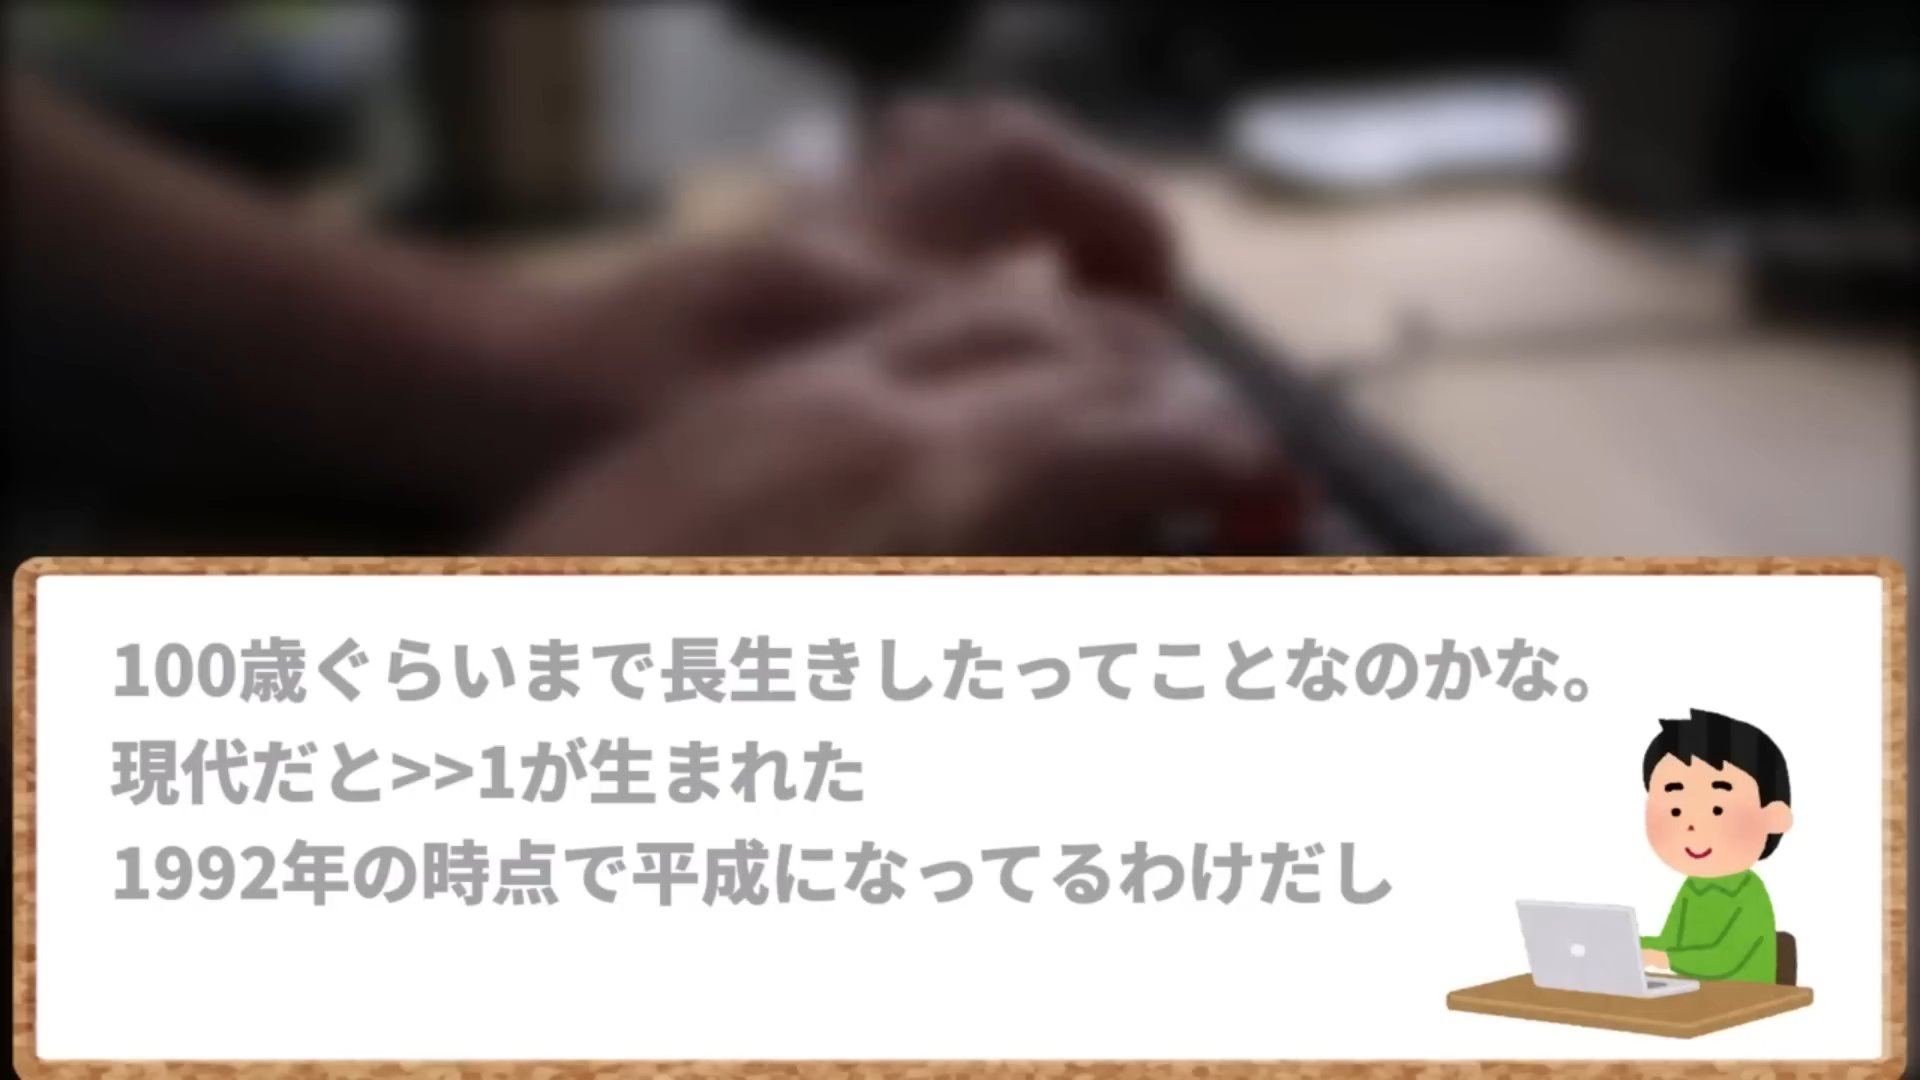 100歳ぐらいまで長生きしたってことなのかな。
現代だと>>1が生まれた
1992年の時点で平成になってるわけだし